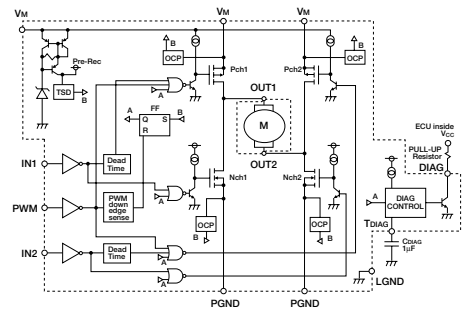 VM
VM
VM
B
OCP
Pch1
Pch2
OCP
B
Pre-Rec
TSD
B
A
A
OUT1
M
OUT2
A
FF
B
Q
S
R
ECU inside
VCC
PULL-UP
Resistor
DIAG
IN1
Dead
Time
A
Nch1
Nch2
A
DIAG
CONTROL
PWM
PWM
down
edge
sense
OCP
B
OCP
B
TDIAG
CDIAG
1μF
IN2
Dead
Time
A
A
LGND
PGND
PGND